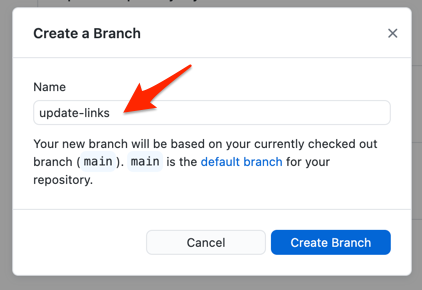 Create a Branch
Name
update-links
Your new branch will be based on your currently checked out
branch (main). main is the default branch for your
repository.
Cancel
Create Branch